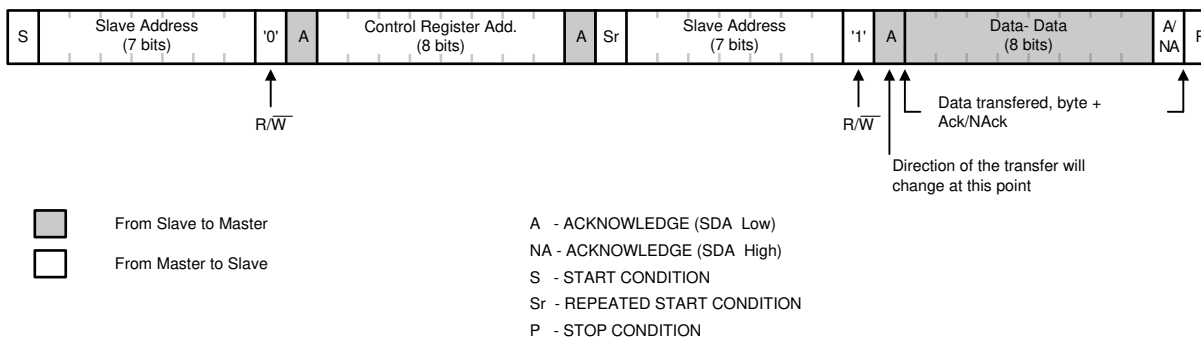 S Slave Address (7 bits) '0' A Control Register Add. (8 bits) A Sr Slave Address (7 bits) '1' A Data- Data (8 bits) A/ NA P
R/W
R/W
Data transfered, byte +
Ack/NAck
Direction of the transfer will
change at this point
From Slave to Master
From Master to Slave
A - ACKNOWLEDGE (SDA Low)
NA - ACKNOWLEDGE (SDA High)
S - START CONDITION
Sr - REPEATED START CONDITION
P - STOP CONDITION